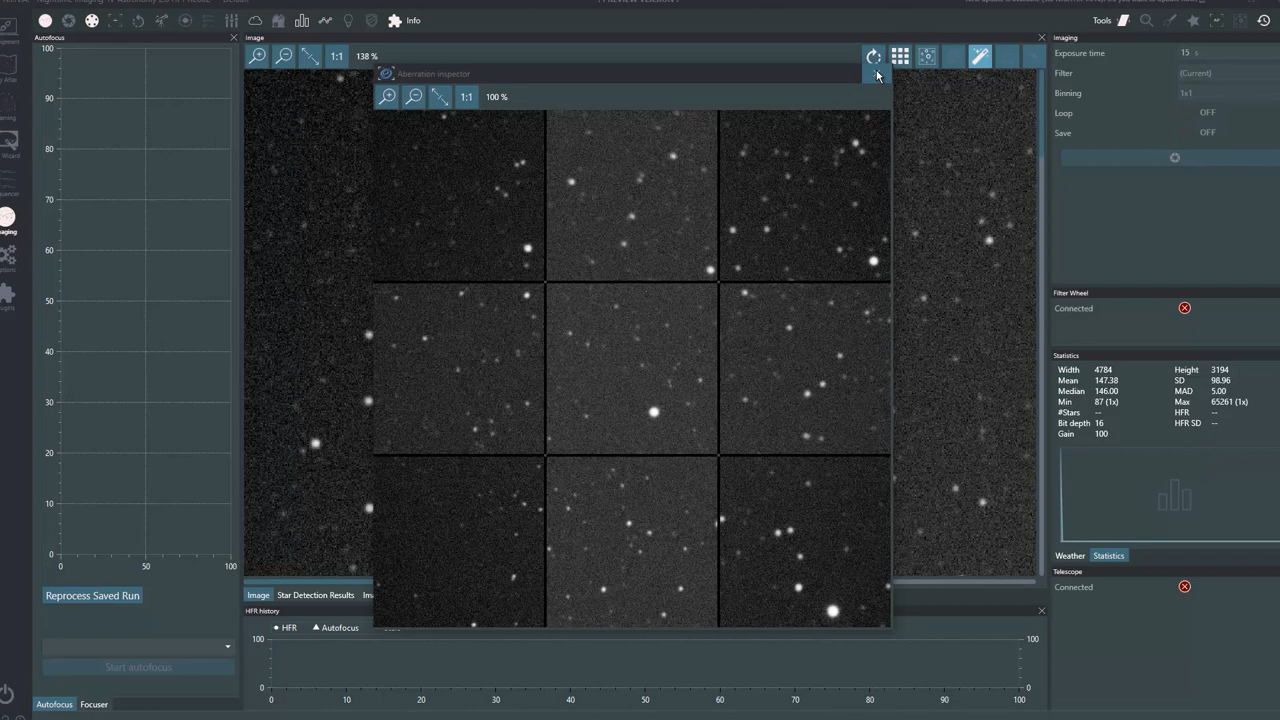 Info
Tools
Autofocus
100
90
80
70
60
50
40
30
20
10
0
0
50
100
Reprocess Saved Run
Start autofocus
Autofocus
Focuser
Image
1:1
138 %
Aberration inspector
1:1
100 %
Image
Star Detection Results
HFR history
HFR
Autofocus
100
0
100
0
0
10
20
30
40
50
60
70
80
90
100
Imaging
Exposure time
15 s
Filter
(Current)
Binning
1x1
Loop
OFF
Save
OFF
Filter Wheel
Connected
Statistics
Width 4784 Height 3194
Mean 147.38 SD 98.96
Median 146.00 MAD 5.00
Min 87 (1x) Max 65261 (1x)
#Stars -- HFR --
Bit depth 16 HFR SD --
Gain 100
Weather
Statistics
Telescope
Connected